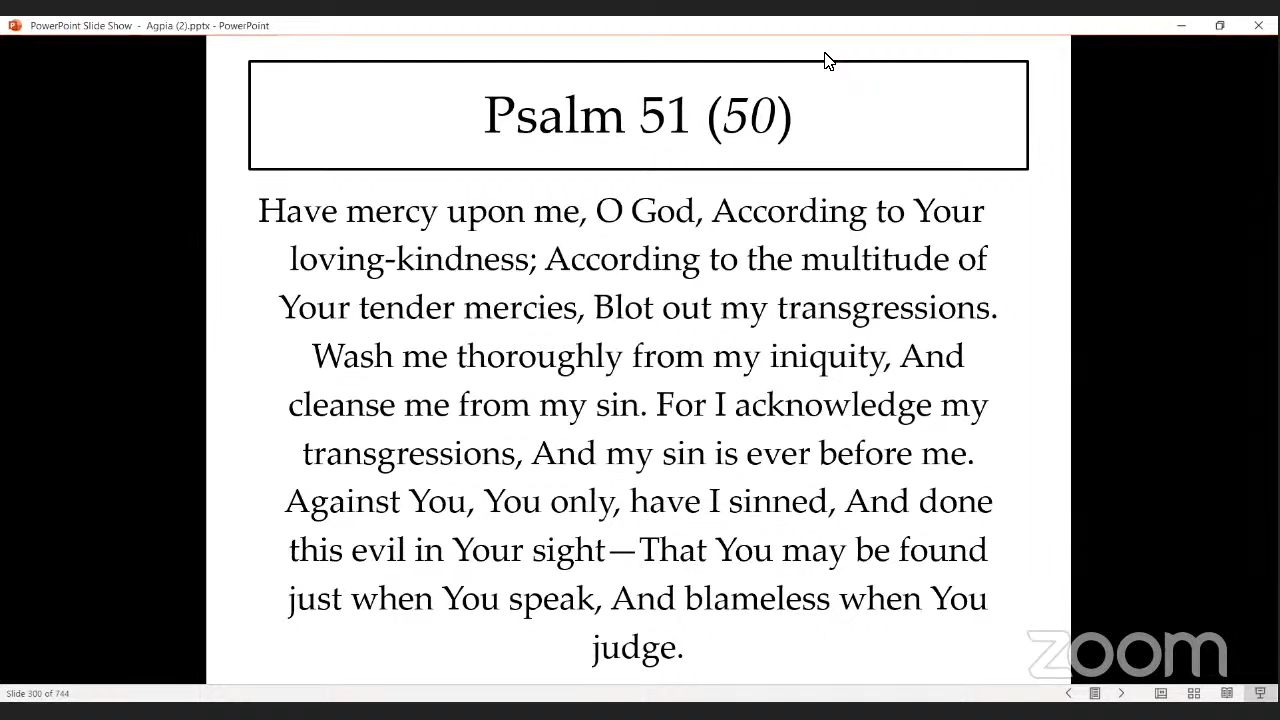 PowerPoint Slide Show - Agpia (2).pptx - PowerPoint
Psalm 51 (50)
Have mercy upon me, O God, According to Your
loving-kindness; According to the multitude of
Your tender mercies, Blot out my transgressions.
Wash me thoroughly from my iniquity, And
cleanse me from my sin. For I acknowledge my
transgressions, And my sin is ever before me.
Against You, You only, have I sinned, And done
this evil in Your sight—That You may be found
just when You speak, And blameless when You
judge.
zoom
Slide 300 of 744